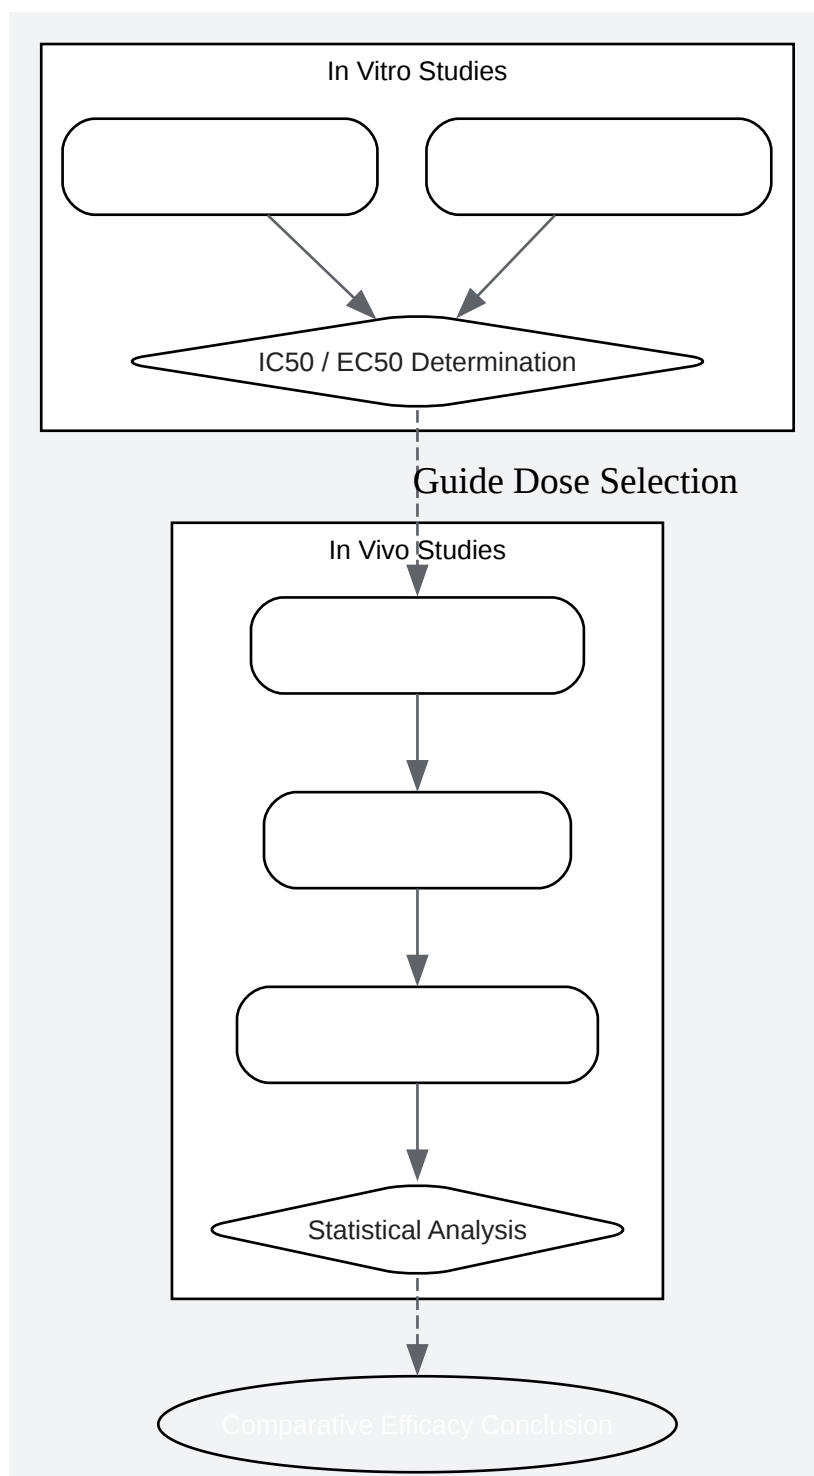 In Vitro Studies
IC50 / EC50 Determination
Guide Dose Selection
In Vivo Studies
Statistical Analysis
Comparative Efficacy Conclusion